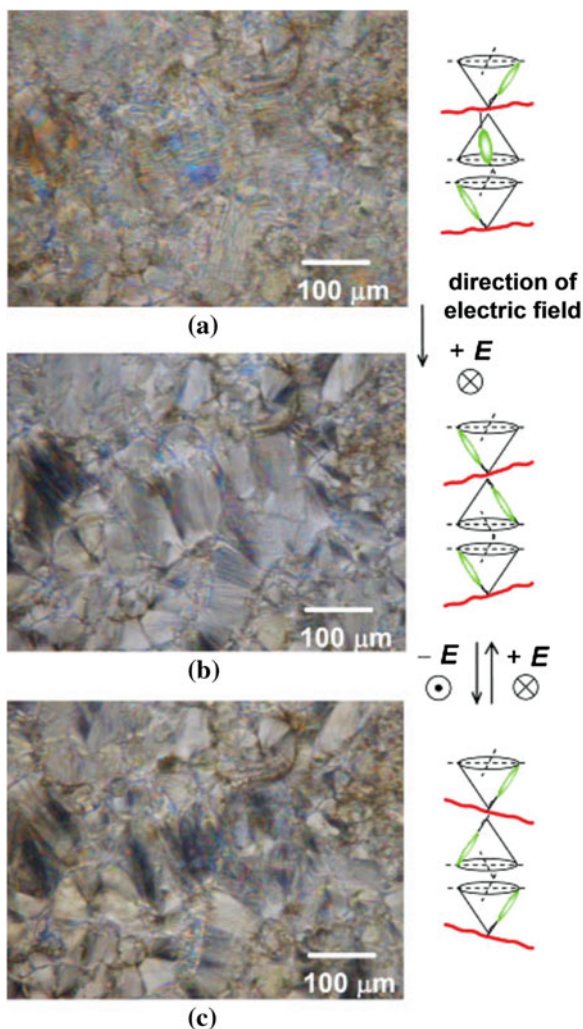 100 μm
(a)
direction of
electric field
+ E
100 μm
(b)
− E
+ E
100 μm
(c)